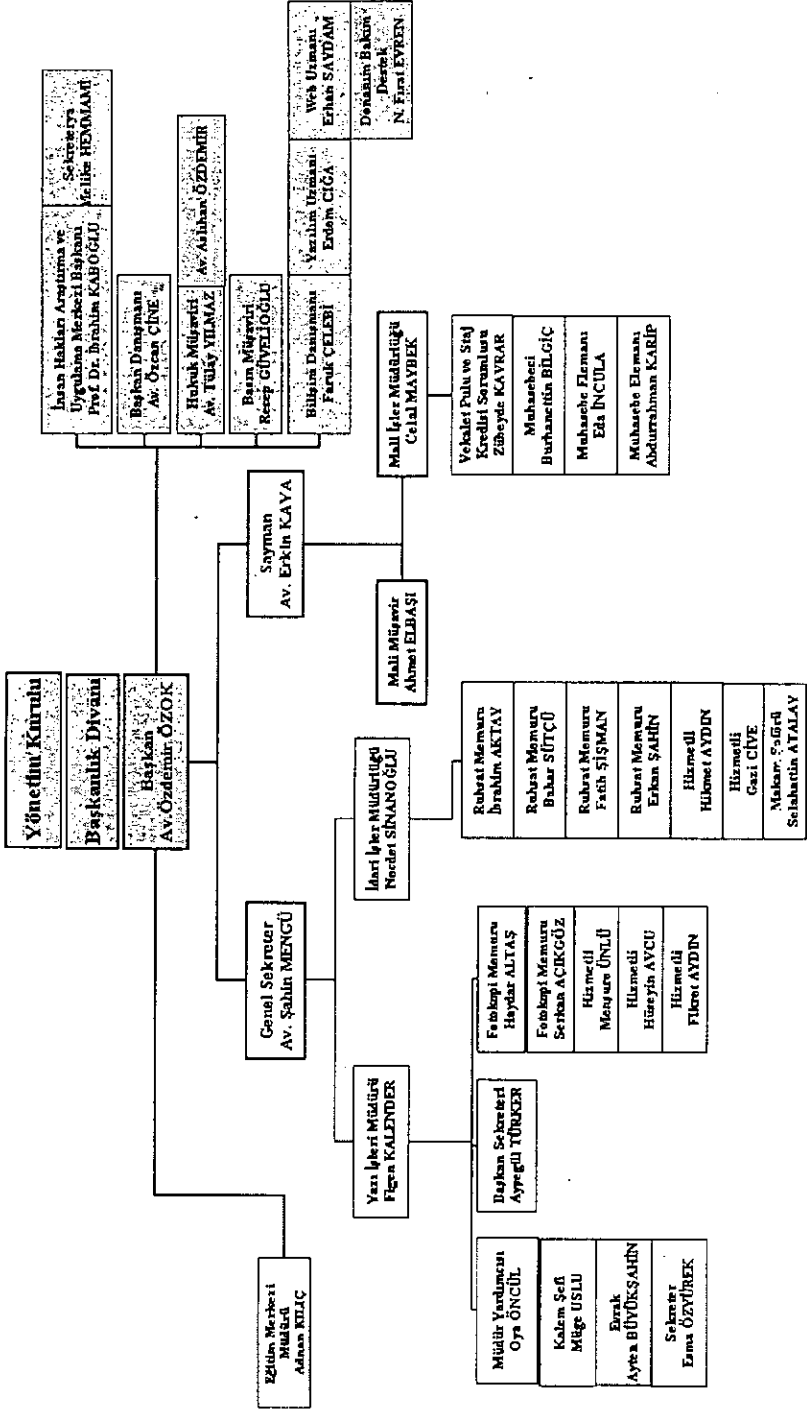 Yönetim Kurulu
Başkanlık Divanı
Başkan
Av.Özdemir ÖZOK
Eğitim Merkezi
Müdürü
Adnan KILIÇ
İnsan Hakları Araştırma ve
Uygulama Merkezi Başkanı
Prof. Dr. İbrahim KABOĞLU
Sekreterya
Melike HEMMAMİ
Başkan Danışmanı
Av. Özcan ÇİNE
Hukuk Müşaviri
Av. Tülay YILMAZ
Av. Aslıhan ÖZDEMİR
Basın Müşaviri
Recep GÜVELİOĞLU
Bilişim Danışmanı
Faruk ÇELEBİ
Yazılım Uzmanı
Erdem CIĞA
Web Uzmanı
Erhan SAYDAM
Donanım Bakım
Destek
N. Fırat EVREN
Genel Sekreter
Av. Şahin MENGÜ
Sayman
Av. Erkin KAYA
Yazı İşleri Müdürü
Figen KALENDER
İdari İşler Müdürlüğü
Necdet SİNANOĞLU
Mali Müşavir
Ahmet ELBAŞI
Mali İşler Müdürlüğü
Celal MAYBEK
Müdür Yardımcısı
Oya ÖNCÜL
Kalem Şefi
Müge USLU
Evrak
Ayten BÜYÜKŞAHİN
Sekreter
Esma ÖZYÜREK
Başkan Sekreteri
Ayşegül TÜRKER
Fotokopi Memuru
Haydar ALTAŞ
Fotokopi Memuru
Serkan AÇIKGÖZ
Hizmetli
Menşure ÜNLÜ
Hizmetli
Hüseyin AVCU
Hizmetli
Fikret AYDIN
Ruhsat Memuru
İbrahim AKTAY
Ruhsat Memuru
Bahar SÜTÇÜ
Ruhsat Memuru
Fatih ŞİŞMAN
Ruhsat Memuru
Erkan ŞAHİN
Hizmetli
Hikmet AYDIN
Hizmetli
Gazi CİVE
Makam Şoförü
Selahattin ATALAY
Vekalet Pulu ve Staj
Kredisi Sorumlusu
Zübeyde KAVRAR
Muhasebeci
Burhanettin BİLGİÇ
Muhasebe Elemanı
Eda İNCULA
Muhasebe Elemanı
Abdurrahman KARİP